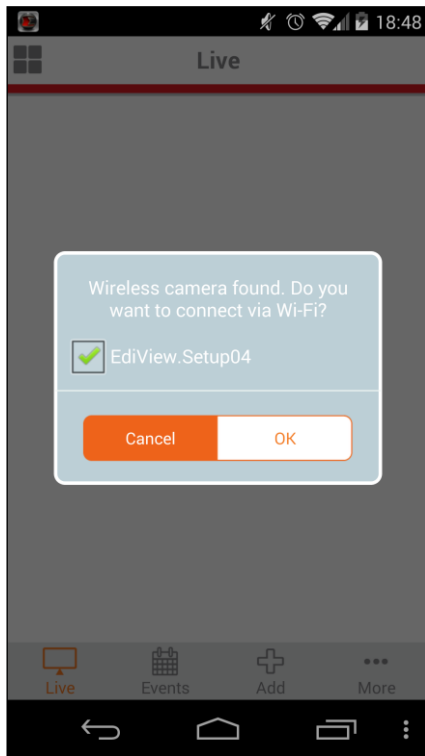 18:48
Live
Wireless camera found. Do you
want to connect via Wi-Fi?
EdiView.Setup04
Cancel OK
Live Events Add More